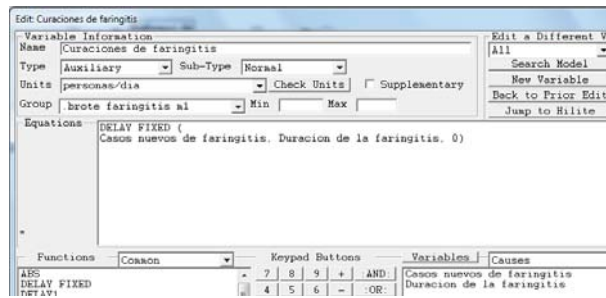 Edit: Curaciones de faringitis
Variable Information
Edit a Different V
Name Curaciones de faringitis
All
Type Auxiliary Sub-Type Normal
Search Model
Units personas/dia Check Units Supplementary
New Variable
Group .brote faringitis m1 Min Max
Back to Prior Edit
Jump to Hilite
Equations
DELAY FIXED (
Casos nuevos de faringitis, Duracion de la faringitis, 0)
=
Functions Common Keypad Buttons Variables Causes
ABS 7 8 9 + :AND: Casos nuevos de faringitis
DELAY FIXED 4 5 6 - :OR: Duracion de la faringitis
DELAY1